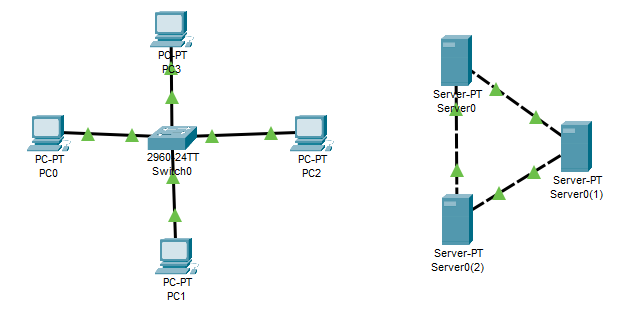 PC-PT
PC3
PC-PT
PC0
2960-24TT
Switch0
PC-PT
PC2
PC-PT
PC1
Server-PT
Server0
Server-PT
Server0(1)
Server-PT
Server0(2)